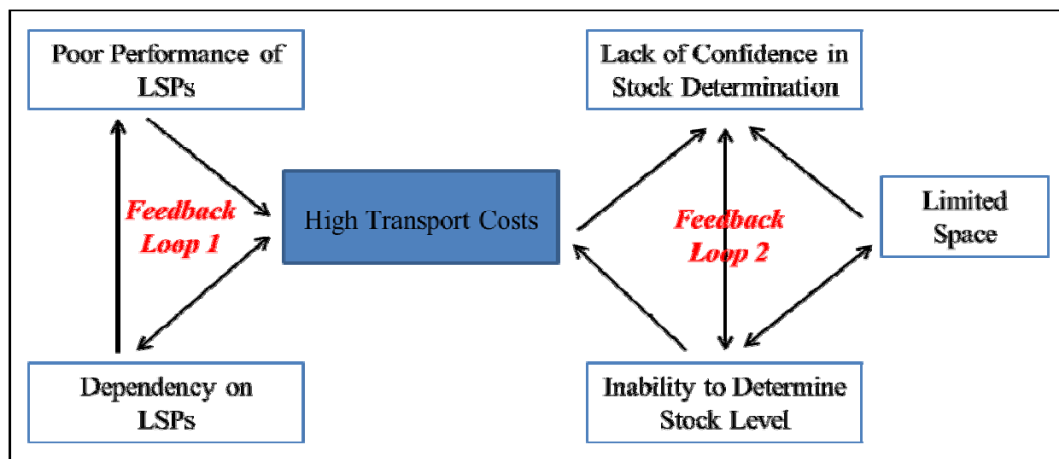 Poor Performance of
LSPs
Lack of Confidence in
Stock Determination
Feedback
Loop 1
High Transport Costs
Feedback
Loop 2
Limited
Space
Dependency on
LSPs
Inability to Determine
Stock Level